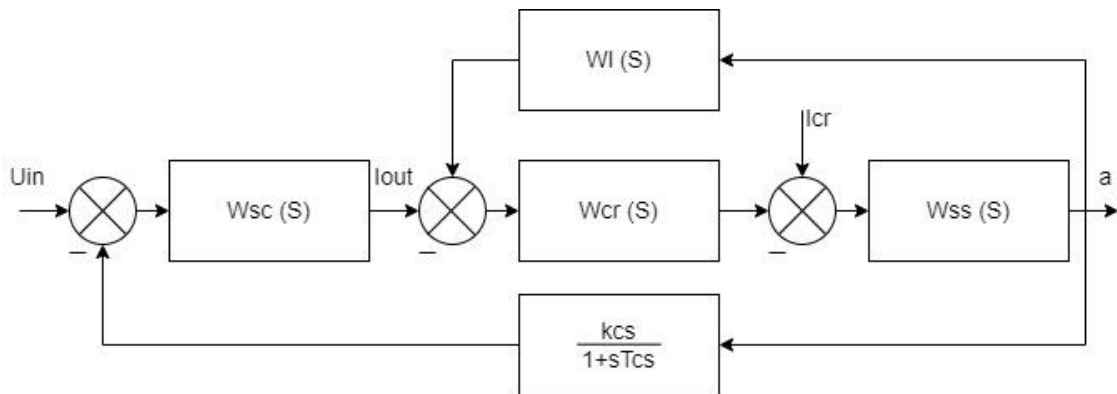 Wl (S)
Icr
Uin
Wsc (S)
Iout
Wcr (S)
Wss (S)
a
−
−
−
kcs
1+sTcs